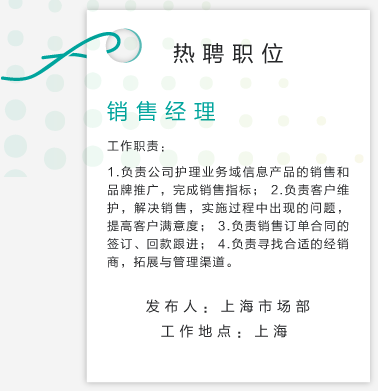 热聘职位
销售经理
工作职责：
1.负责公司护理业务域信息产品的销售和
品牌推广，完成销售指标； 2.负责客户维
护，解决销售，实施过程中出现的问题，
提高客户满意度； 3.负责销售订单合同的
签订、回款跟进； 4.负责寻找合适的经销
商，拓展与管理渠道。
发布人：上海市场部
工作地点：上海